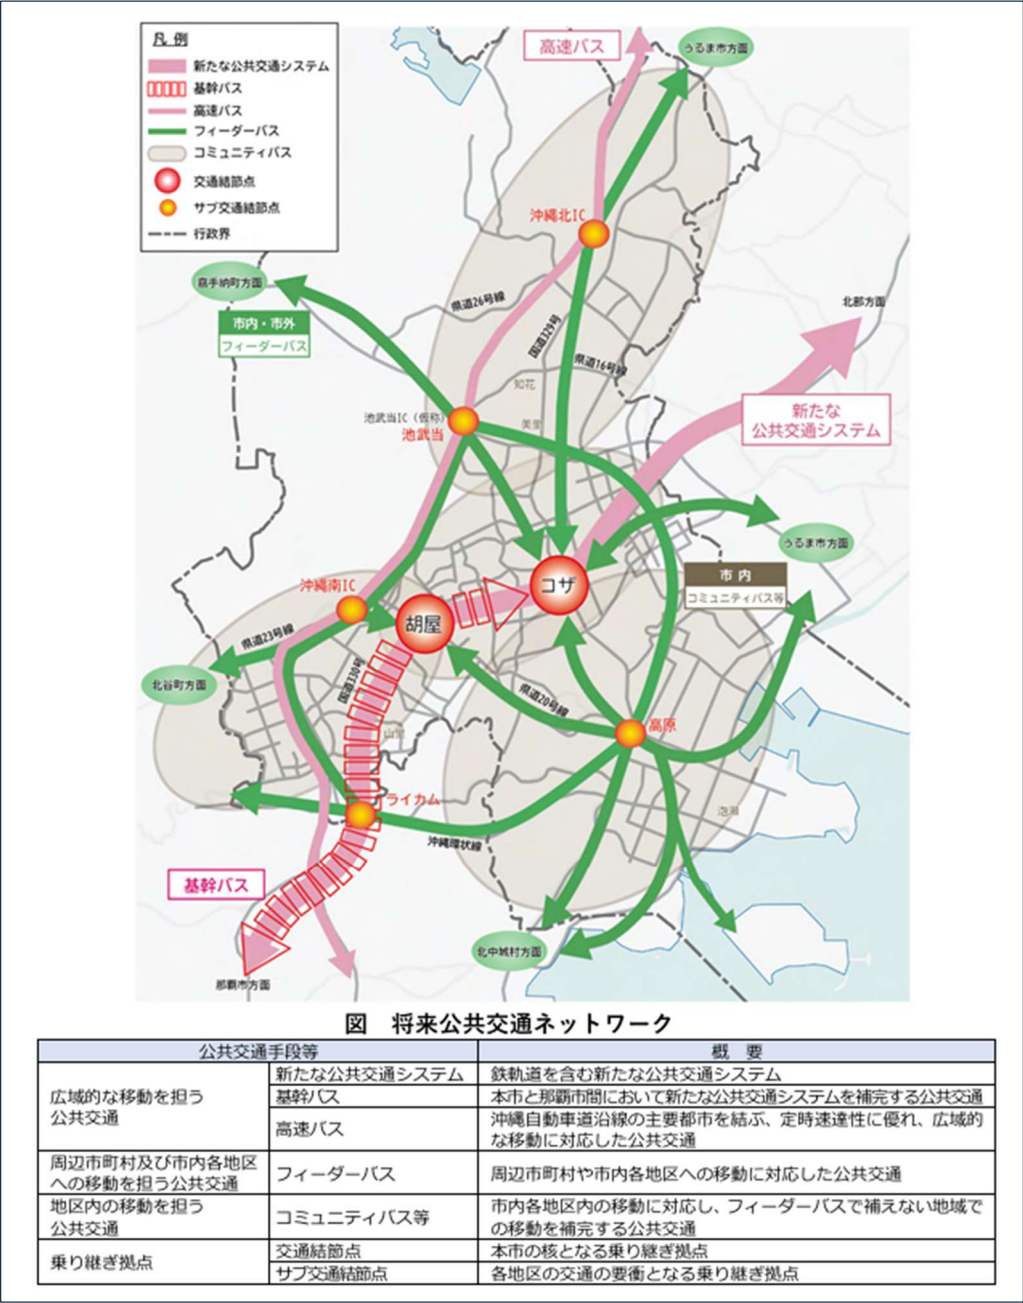 凡 例
新たな公共交通システム
基幹バス
高速バス
フィーダーバス
コミュニティバス
交通結節点
サブ交通結節点
行政界
高速バス
うるま市方面
沖縄北IC
嘉手納町方面
県道26号線
北部方面
市内・市外
フィーダーバス
国道329号
県道16号線
知花
新たな
公共交通システム
池武当IC（仮称）
池武当
美里
うるま市方面
市 内
コミュニティバス等
コザ
沖縄南IC
胡屋
県道23号線
北谷町方面
国道330号
県道20号線
高原
山里
ライカム
泡瀬
沖縄環状線
基幹バス
北中城村方面
那覇市方面
図　将来公共交通ネットワーク
公共交通手段等
概　要
広域的な移動を担う
公共交通
新たな公共交通システム
鉄軌道を含む新たな公共交通システム
基幹バス
本市と那覇市間において新たな公共交通システムを補完する公共交通
高速バス
沖縄自動車道沿線の主要都市を結ぶ、定時速達性に優れ、広域的
な移動に対応した公共交通
周辺市町村及び市内各地区
への移動を担う公共交通
フィーダーバス
周辺市町村や市内各地区への移動に対応した公共交通
地区内の移動を担う
公共交通
コミュニティバス等
市内各地区内の移動に対応し、フィーダーバスで補えない地域で
の移動を補完する公共交通
乗り継ぎ拠点
交通結節点
本市の核となる乗り継ぎ拠点
サブ交通結節点
各地区の交通の要衝となる乗り継ぎ拠点